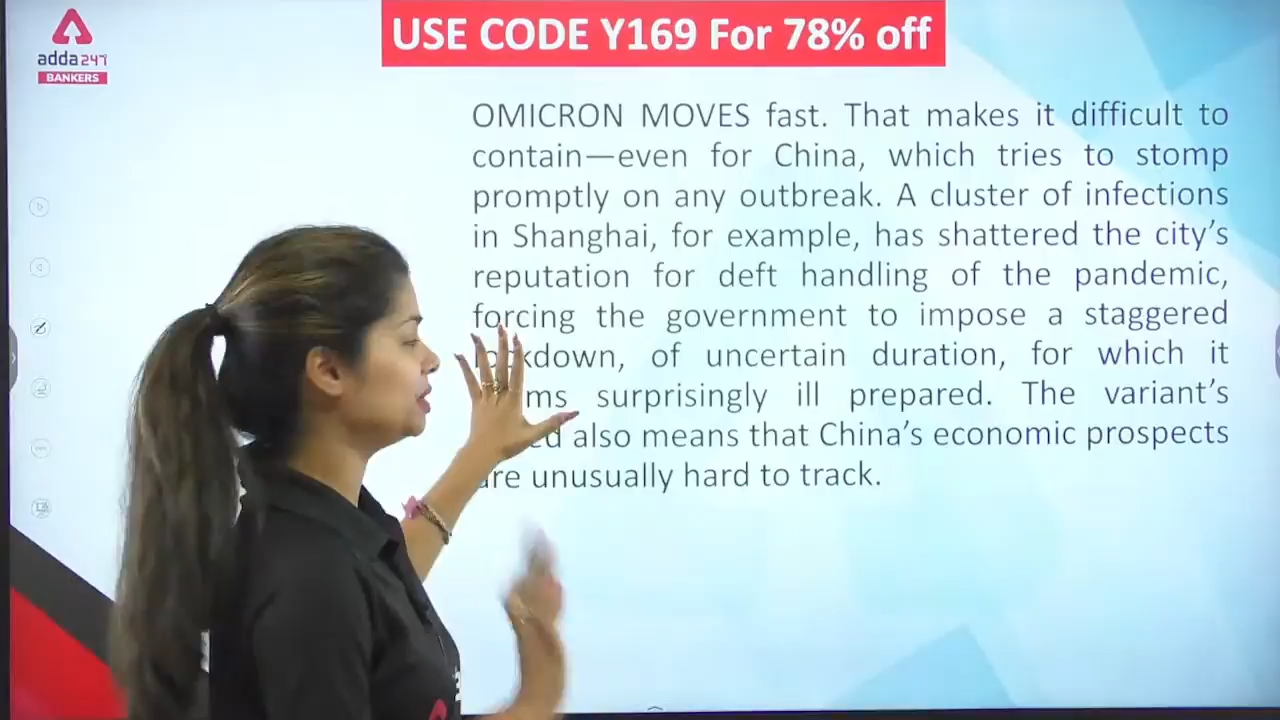 adda247
BANKERS
USE CODE Y169 For 78% off
OMICRON MOVES fast. That makes it difficult to
contain—even for China, which tries to stomp
promptly on any outbreak. A cluster of infections
in Shanghai, for example, has shattered the city's
reputation for deft handling of the pandemic,
forcing the government to impose a staggered
of uncertain duration, for which it
surprisingly ill prepared. The variant's
also means that China's economic prospects
are unusually hard to track.